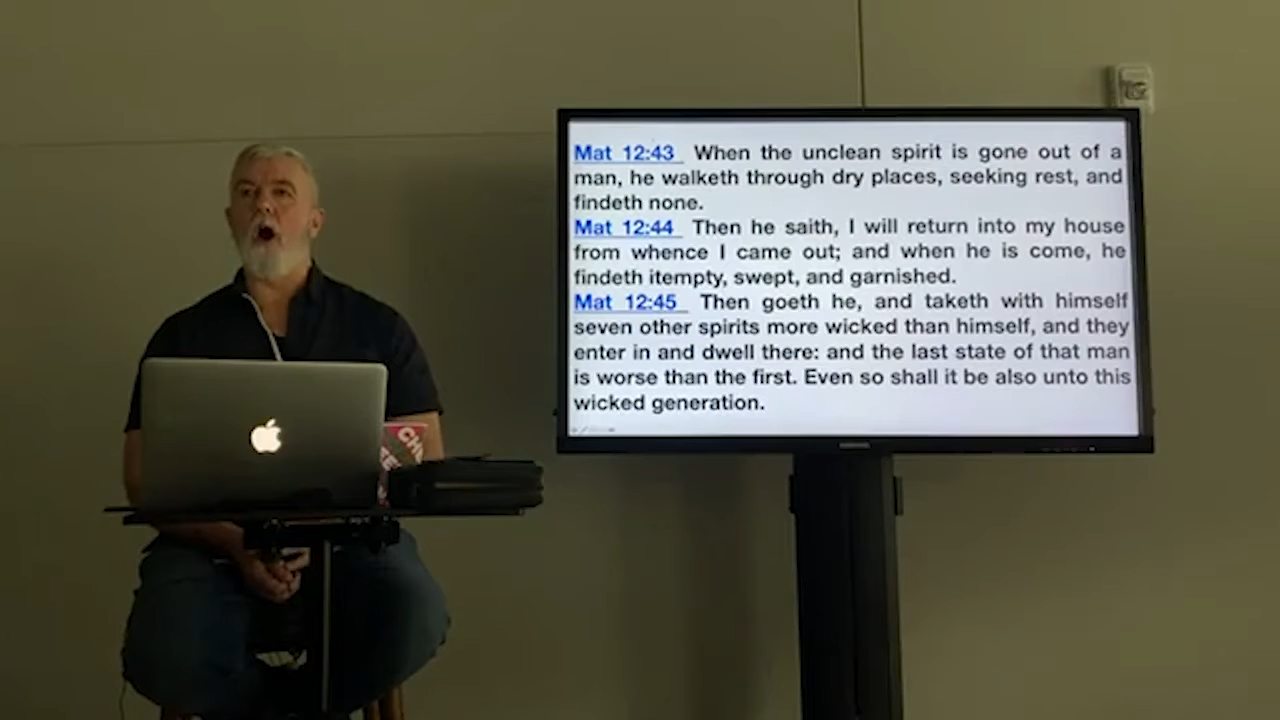 Mat 12:43 When the unclean spirit is gone out of a
man, he walketh through dry places, seeking rest, and
findeth none.
Mat 12:44 Then he saith, I will return into my house
from whence I came out; and when he is come, he
findeth itempty, swept, and garnished.
Mat 12:45 Then goeth he, and taketh with himself
seven other spirits more wicked than himself, and they
enter in and dwell there: and the last state of that man
is worse than the first. Even so shall it be also unto this
wicked generation.